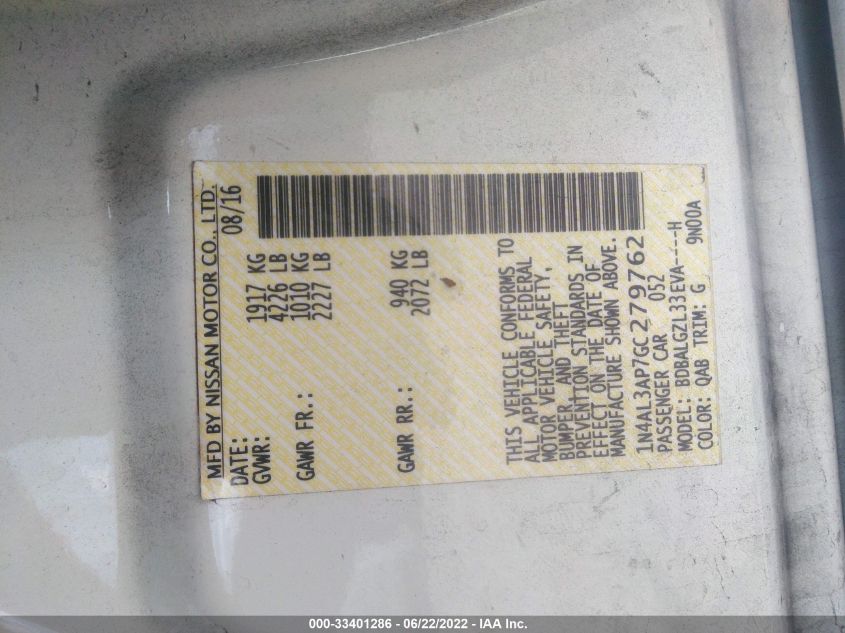 MFD BY NISSAN MOTOR CO., LTD.
DATE: 08/16
GVWR: 1917 KG
4226 LB
GAWR FR.: 1010 KG
2227 LB
GAWR RR.: 940 KG
2072 LB
THIS VEHICLE CONFORMS TO
ALL APPLICABLE FEDERAL
MOTOR VEHICLE SAFETY,
BUMPER, AND THEFT
PREVENTION STANDARDS IN
EFFECT ON THE DATE OF
MANUFACTURE SHOWN ABOVE.
1N4AL3AP7GC279762
PASSENGER CAR 052
MODEL: BDBALGZL33EVA----H
COLOR: QAB TRIM: G 9N00A
000-33401286 - 06/22/2022 - IAA Inc.